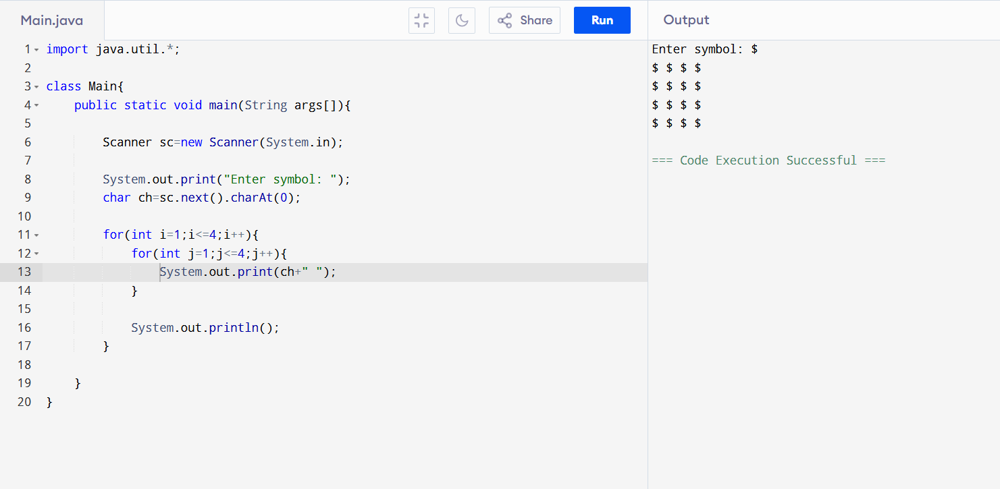 Main.java
Share
Run
Output
1 import java.util.*;
2
3 class Main{
4     public static void main(String args[]){
5
6         Scanner sc=new Scanner(System.in);
7
8         System.out.print("Enter symbol: ");
9         char ch=sc.next().charAt(0);
10
11         for(int i=1;i<=4;i++){
12             for(int j=1;j<=4;j++){
13                 System.out.print(ch+" ");
14             }
15
16             System.out.println();
17         }
18
19     }
20 }
Enter symbol: $
$ $ $ $
$ $ $ $
$ $ $ $
$ $ $ $
=== Code Execution Successful ===